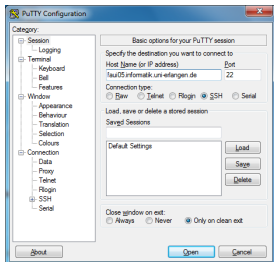 PuTTY Configuration
Category:
Session
Logging
Terminal
Keyboard
Bell
Features
Window
Appearance
Behaviour
Translation
Selection
Colours
Connection
Data
Proxy
Telnet
Rlogin
SSH
Serial
Basic options for your PuTTY session
Specify the destination you want to connect to
Host Name (or IP address) Port
faui05.informatik.uni-erlangen.de 22
Connection type:
Raw Telnet Rlogin SSH Serial
Load, save or delete a stored session
Saved Sessions
Default Settings
Load
Save
Delete
Close window on exit:
Always Never Only on clean exit
About Open Cancel